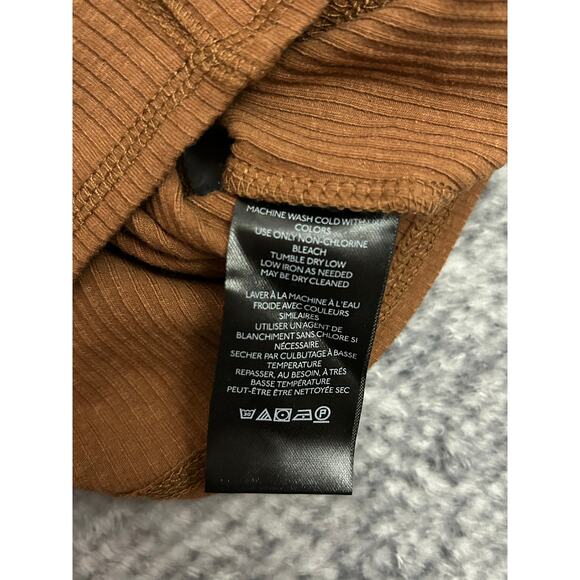 MACHINE WASH COLD WITH
COLORS
USE ONLY NON-CHLORINE
BLEACH
TUMBLE DRY LOW
LOW IRON AS NEEDED
MAY BE DRY CLEANED
LAVER À LA MACHINE À L'EAU
FROIDE AVEC COULEURS
SIMILAIRES
UTILISER UN AGENT DE
BLANCHIMENT SANS CHLORE SI
NÉCESSAIRE
SECHER PAR CULBUTAGE À BASSE
TEMPERATURE
REPASSER, AU BESOIN, À TRÉS
BASSE TEMPÉRATURE
PEUT-ÊTRE ÊTRE NETTOYÉE SEC
30 P